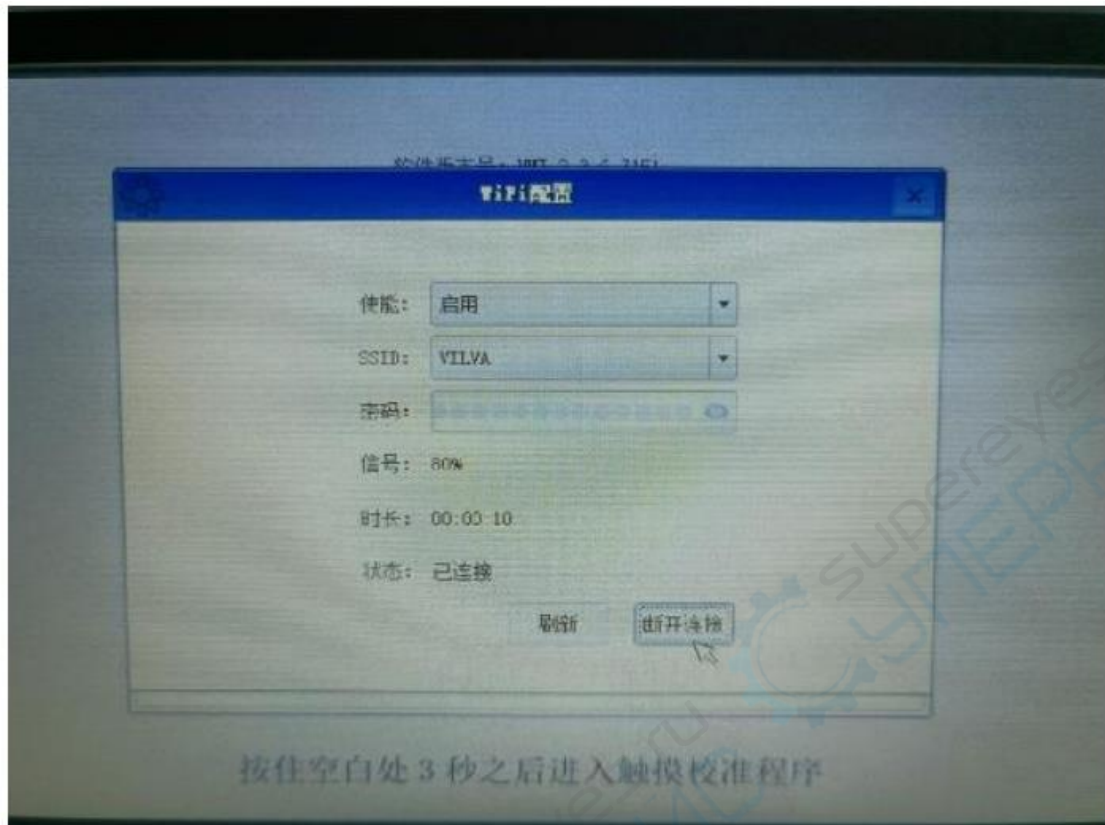 WiFi配置
使能： 启用
SSID： VILVA
密码：
信号： 80%
时长： 00:00:10
状态： 已连接
刷新 断开连接
按住空白处3秒之后进入触摸校准程序
supereyes